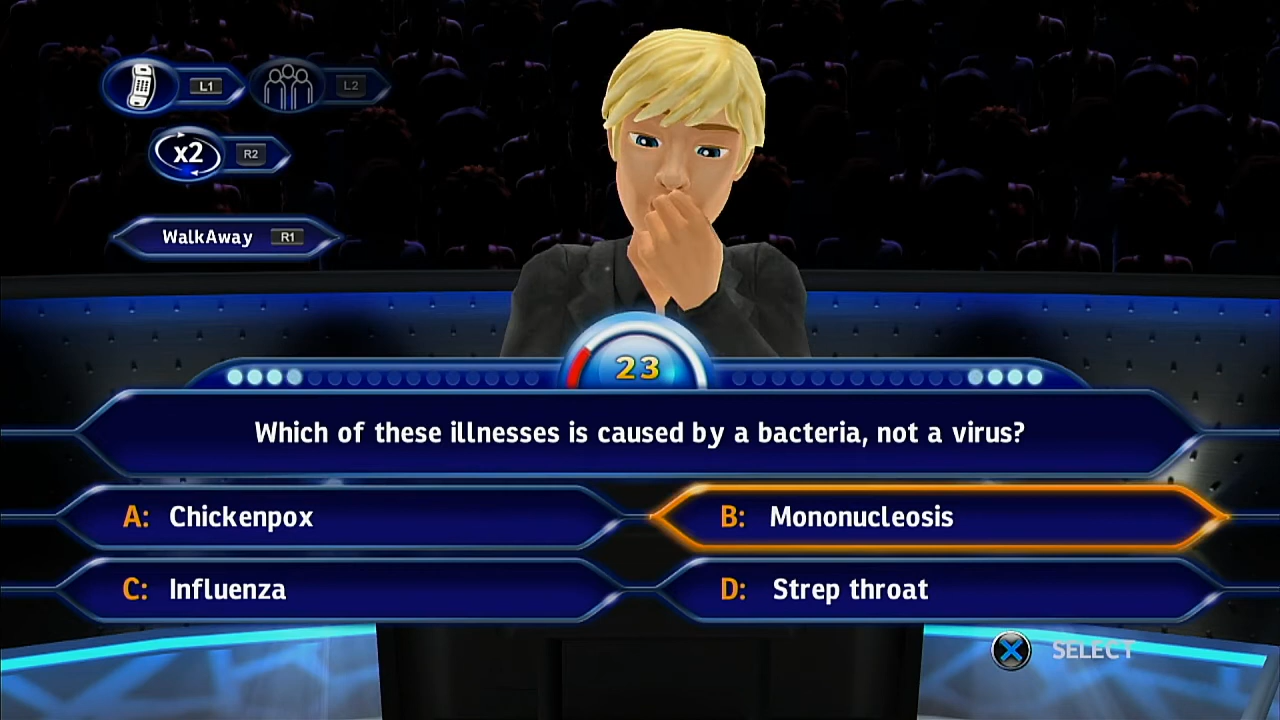 L1
L2
x2
R2
WalkAway R1
23
Which of these illnesses is caused by a bacteria, not a virus?
A: Chickenpox
B: Mononucleosis
C: Influenza
D: Strep throat
SELECT